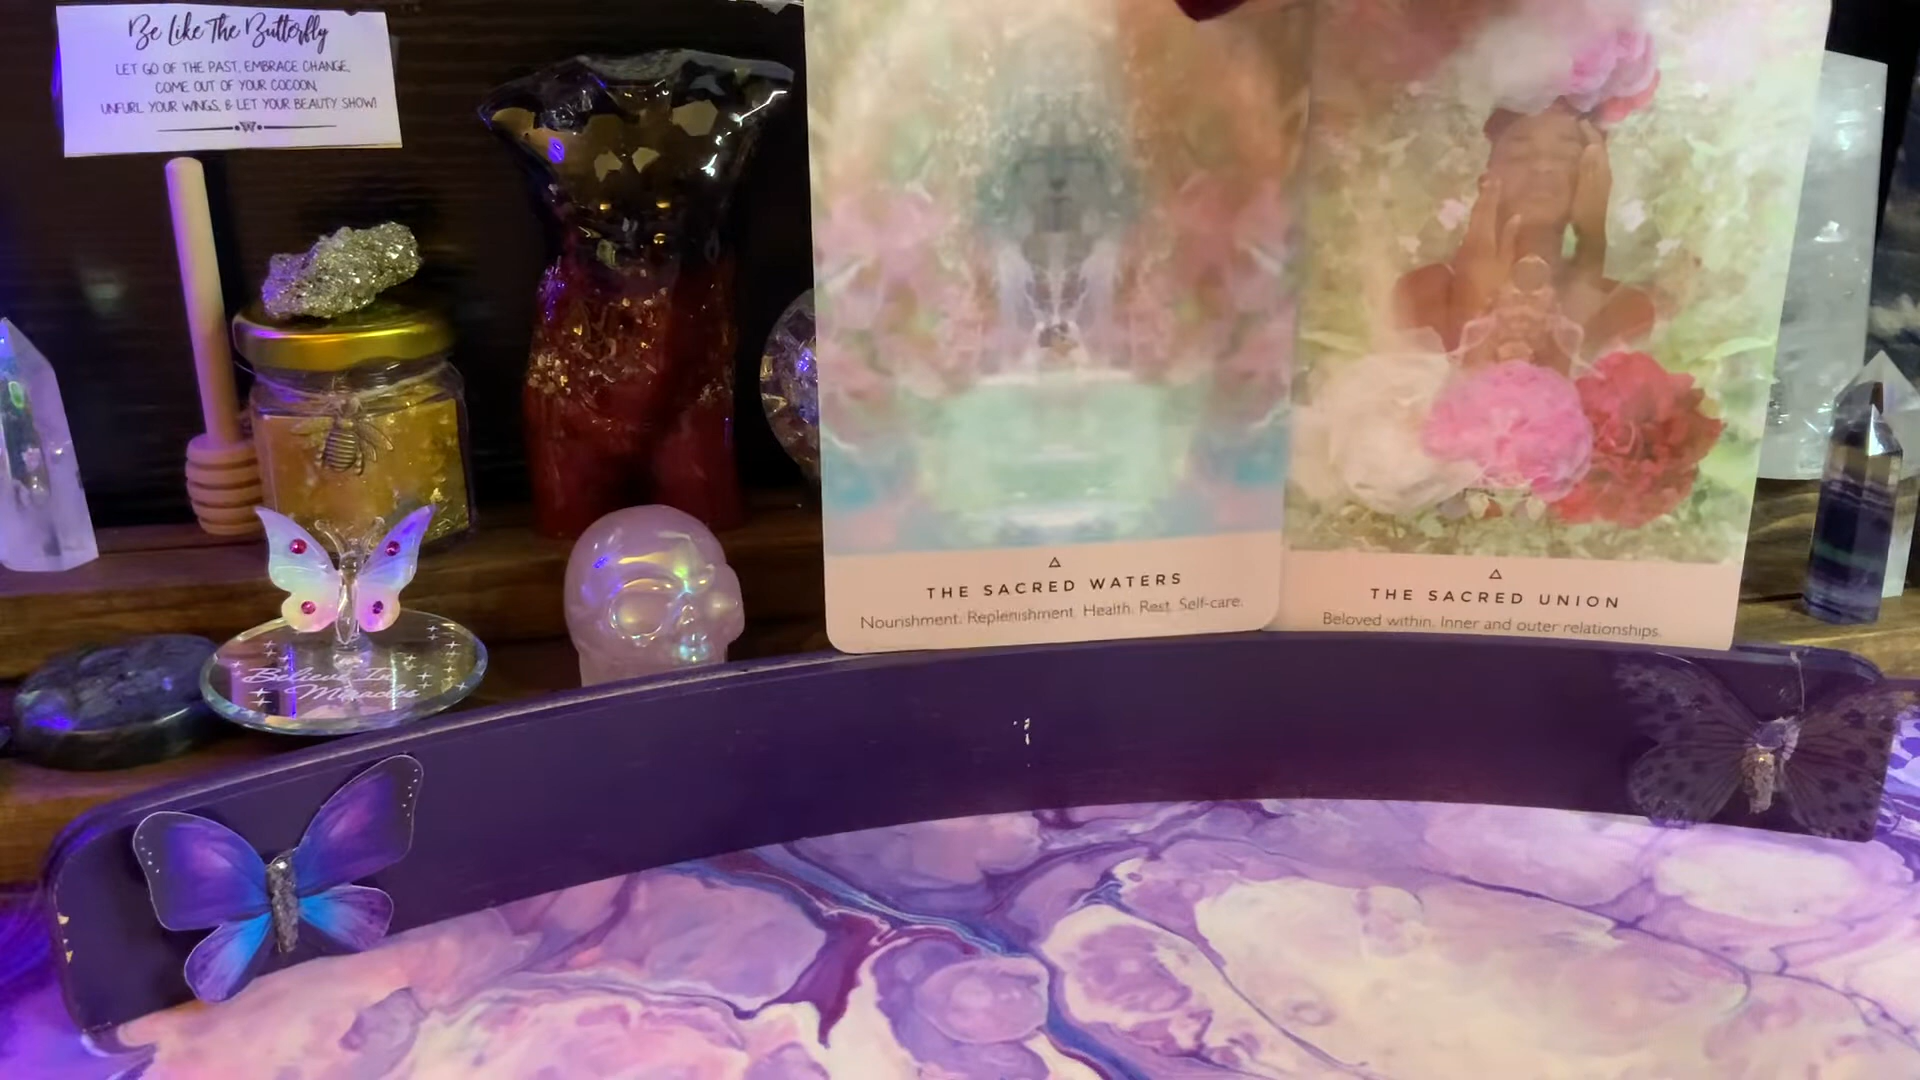 Be Like The Butterfly
LET GO OF THE PAST, EMBRACE CHANGE,
COME OUT OF YOUR COCOON,
UNFURL YOUR WINGS, & LET YOUR BEAUTY SHOW!
Believe In
Miracles
THE SACRED WATERS
Nourishment. Replenishment. Health. Rest. Self-care.
THE SACRED UNION
Beloved within. Inner and outer relationships.